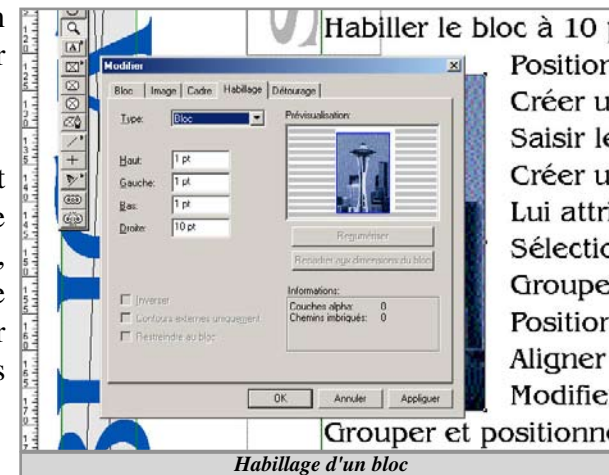 Habiller le bloc à 10
Modifier
Bloc Image Cadre Habillage Détourage
Type: Bloc
Prévisualisation:
Haut: 1 pt
Gauche: 1 pt
Bas: 1 pt
Droite: 10 pt
Renumériser
Recadrer aux dimensions du bloc
Inverser
Contours externes uniquement
Restreindre au bloc
Informations:
Couches alpha: 0
Chemins imbriqués: 0
OK Annuler Appliquer
Position
Créer u
Saisir le
Créer u
Lui attri
Sélectio
Groupe
Position
Aligner
Modifie
Grouper et positionne
Habillage d'un bloc